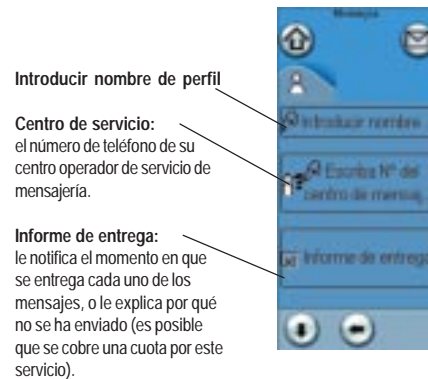 Mensajes
Introducir nombre de perfil
Centro de servicio:
el número de teléfono de su
centro operador de servicio de
mensajería.
Informe de entrega:
le notifica el momento en que
se entrega cada uno de los
mensajes, o le explica por qué
no se ha enviado (es posible
que se cobre una cuota por este
servicio).
Introducir nombre
Escriba Nº del
centro de mensaj.
Informe de entrega